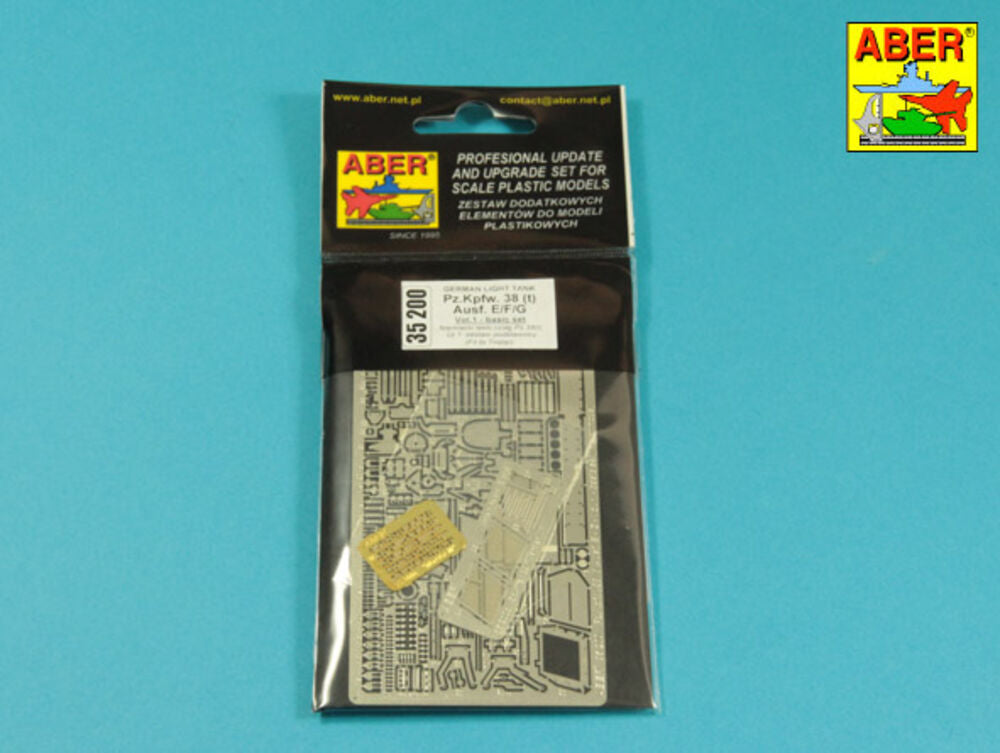 ABER®
www.aber.net.pl
contact@aber.net.pl
ABER®
SINCE 1995
PROFESIONAL UPDATE
AND UPGRADE SET FOR
SCALE PLASTIC MODELS
ZESTAW DODATKOWYCH
ELEMENTÓW DO MODELI
PLASTIKOWYCH
35 200
GERMAN LIGHT TANK
Pz.Kpfw. 38 (t)
Ausf. E/F/G
Vol.1 - basic set